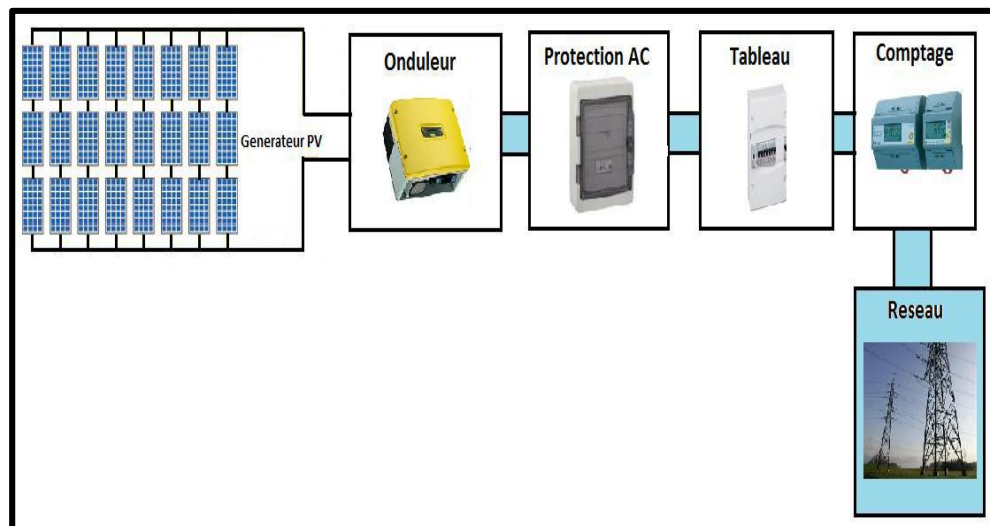 Generateur PV
Onduleur
Protection AC
Tableau
Comptage
Reseau